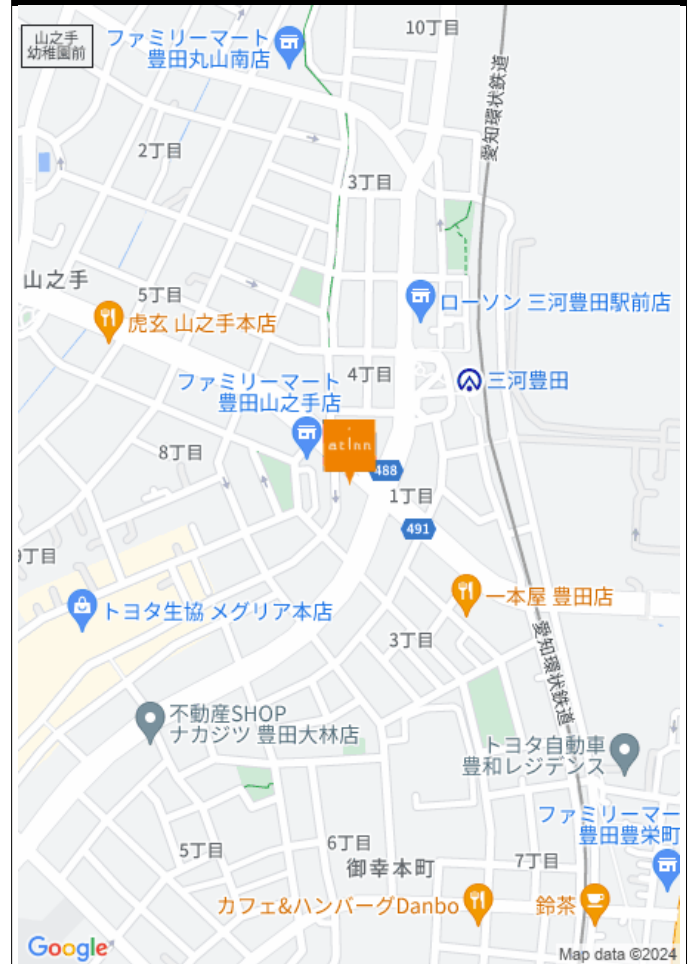 10丁目
山之手
幼稚園前
ファミリーマート
豊田丸山南店
愛知環状鉄道
2丁目
3丁目
山之手
5丁目
ローソン 三河豊田駅前店
虎玄 山之手本店
4丁目
三河豊田
ファミリーマート
豊田山之手店
atinn
8丁目
488
1丁目
491
9丁目
一本屋 豊田店
トヨタ生協 メグリア本店
3丁目
愛知環状鉄道
不動産SHOP
ナカジツ 豊田大林店
トヨタ自動車
豊和レジデンス
ファミリーマー
豊田豊栄町
5丁目
6丁目
7丁目
御幸本町
カフェ&ハンバーグDanbo
鈴茶
Google
Map data ©2024